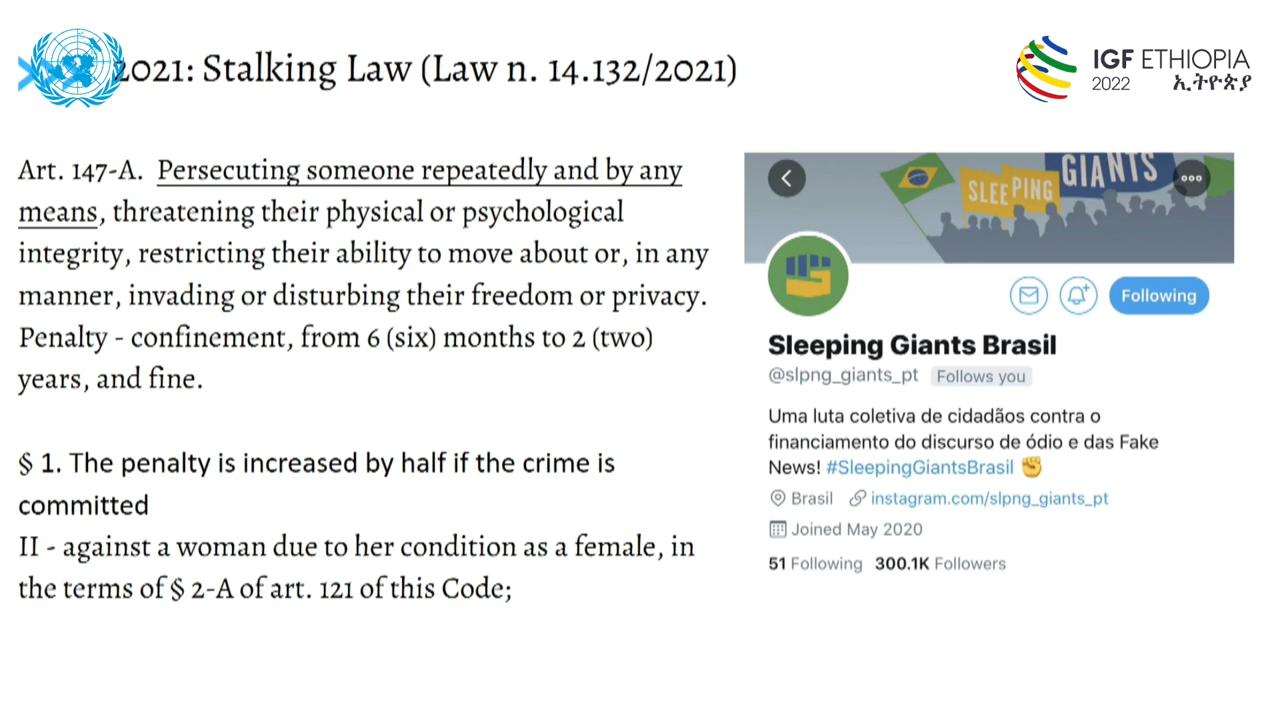 2021: Stalking Law (Law n. 14.132/2021)
IGF ETHIOPIA
2022 ኢትዮጵያ
Art. 147-A. Persecuting someone repeatedly and by any
means, threatening their physical or psychological
integrity, restricting their ability to move about or, in any
manner, invading or disturbing their freedom or privacy.
Penalty - confinement, from 6 (six) months to 2 (two)
years, and fine.
§ 1. The penalty is increased by half if the crime is
committed
II - against a woman due to her condition as a female, in
the terms of § 2-A of art. 121 of this Code;
SLEEPING GIANTS
Following
Sleeping Giants Brasil
@slpng_giants_pt Follows you
Uma luta coletiva de cidadãos contra o
financiamento do discurso de ódio e das Fake
News! #SleepingGiantsBrasil ✊
Brasil instagram.com/slpng_giants_pt
Joined May 2020
51 Following 300.1K Followers